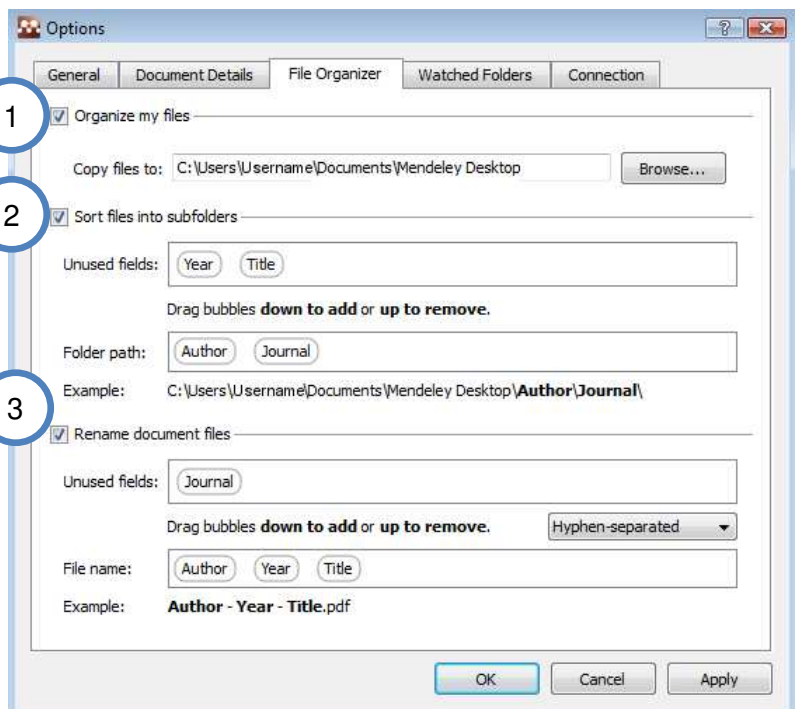 Options
General Document Details File Organizer Watched Folders Connection
1
Organize my files
Copy files to: C:\Users\Username\Documents\Mendeley Desktop Browse...
2
Sort files into subfolders
Unused fields: Year Title
Drag bubbles down to add or up to remove.
Folder path: Author Journal
Example: C:\Users\Username\Documents\Mendeley Desktop\Author\Journal\
3
Rename document files
Unused fields: Journal
Drag bubbles down to add or up to remove. Hyphen-separated
File name: Author Year Title
Example: Author - Year - Title.pdf
OK Cancel Apply